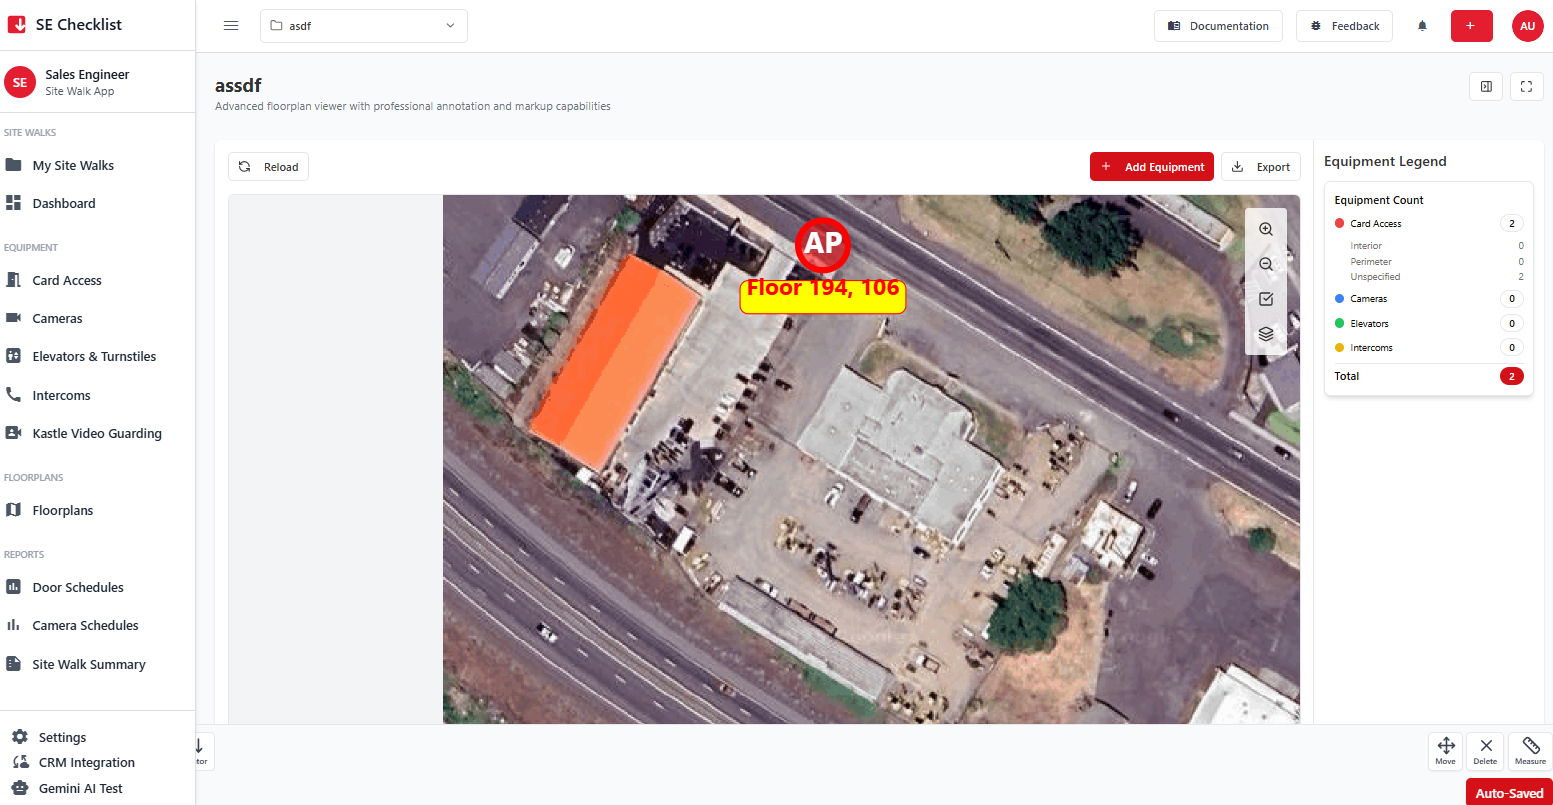 SE Checklist
asdf
Documentation
Feedback
AU
SE
Sales Engineer
Site Walk App
assdf
Advanced floorplan viewer with professional annotation and markup capabilities
SITE WALKS
My Site Walks
Dashboard
EQUIPMENT
Card Access
Cameras
Elevators & Turnstiles
Intercoms
Kastle Video Guarding
FLOORPLANS
Floorplans
REPORTS
Door Schedules
Camera Schedules
Site Walk Summary
Settings
CRM Integration
Gemini AI Test
Reload
Add Equipment
Export
AP
Floor 194, 106
Equipment Legend
Equipment Count
Card Access 2
Interior 0
Perimeter 0
Unspecified 2
Cameras 0
Elevators 0
Intercoms 0
Total 2
tor
Move
Delete
Measure
Auto-Saved